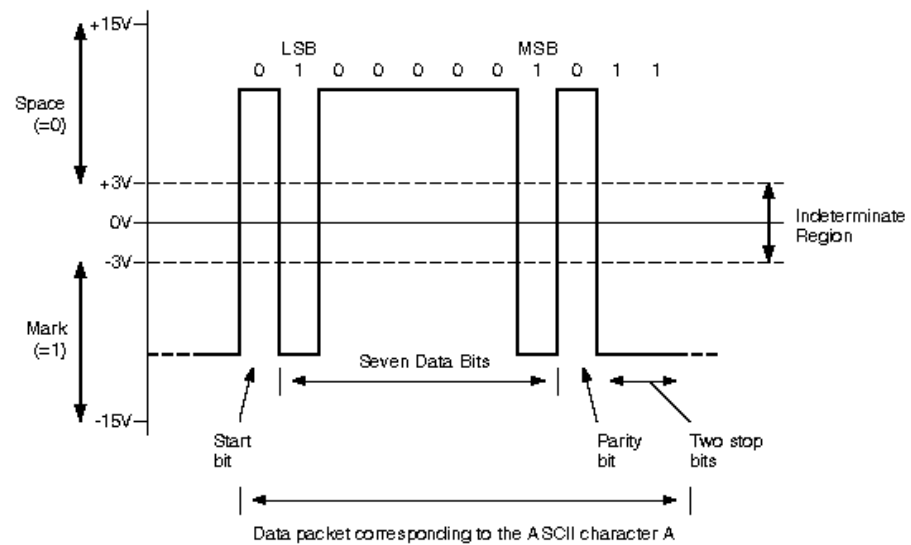 +15V
LSB MSB
0 1 0 0 0 0 0 1 0 1 1
Space
(=0)
+3V
0V
Indeterminate
Region
-3V
Mark
(=1)
Seven Data Bits
-15V
Start
bit
Parity
bit
Two stop
bits
Data packet corresponding to the ASCII character A